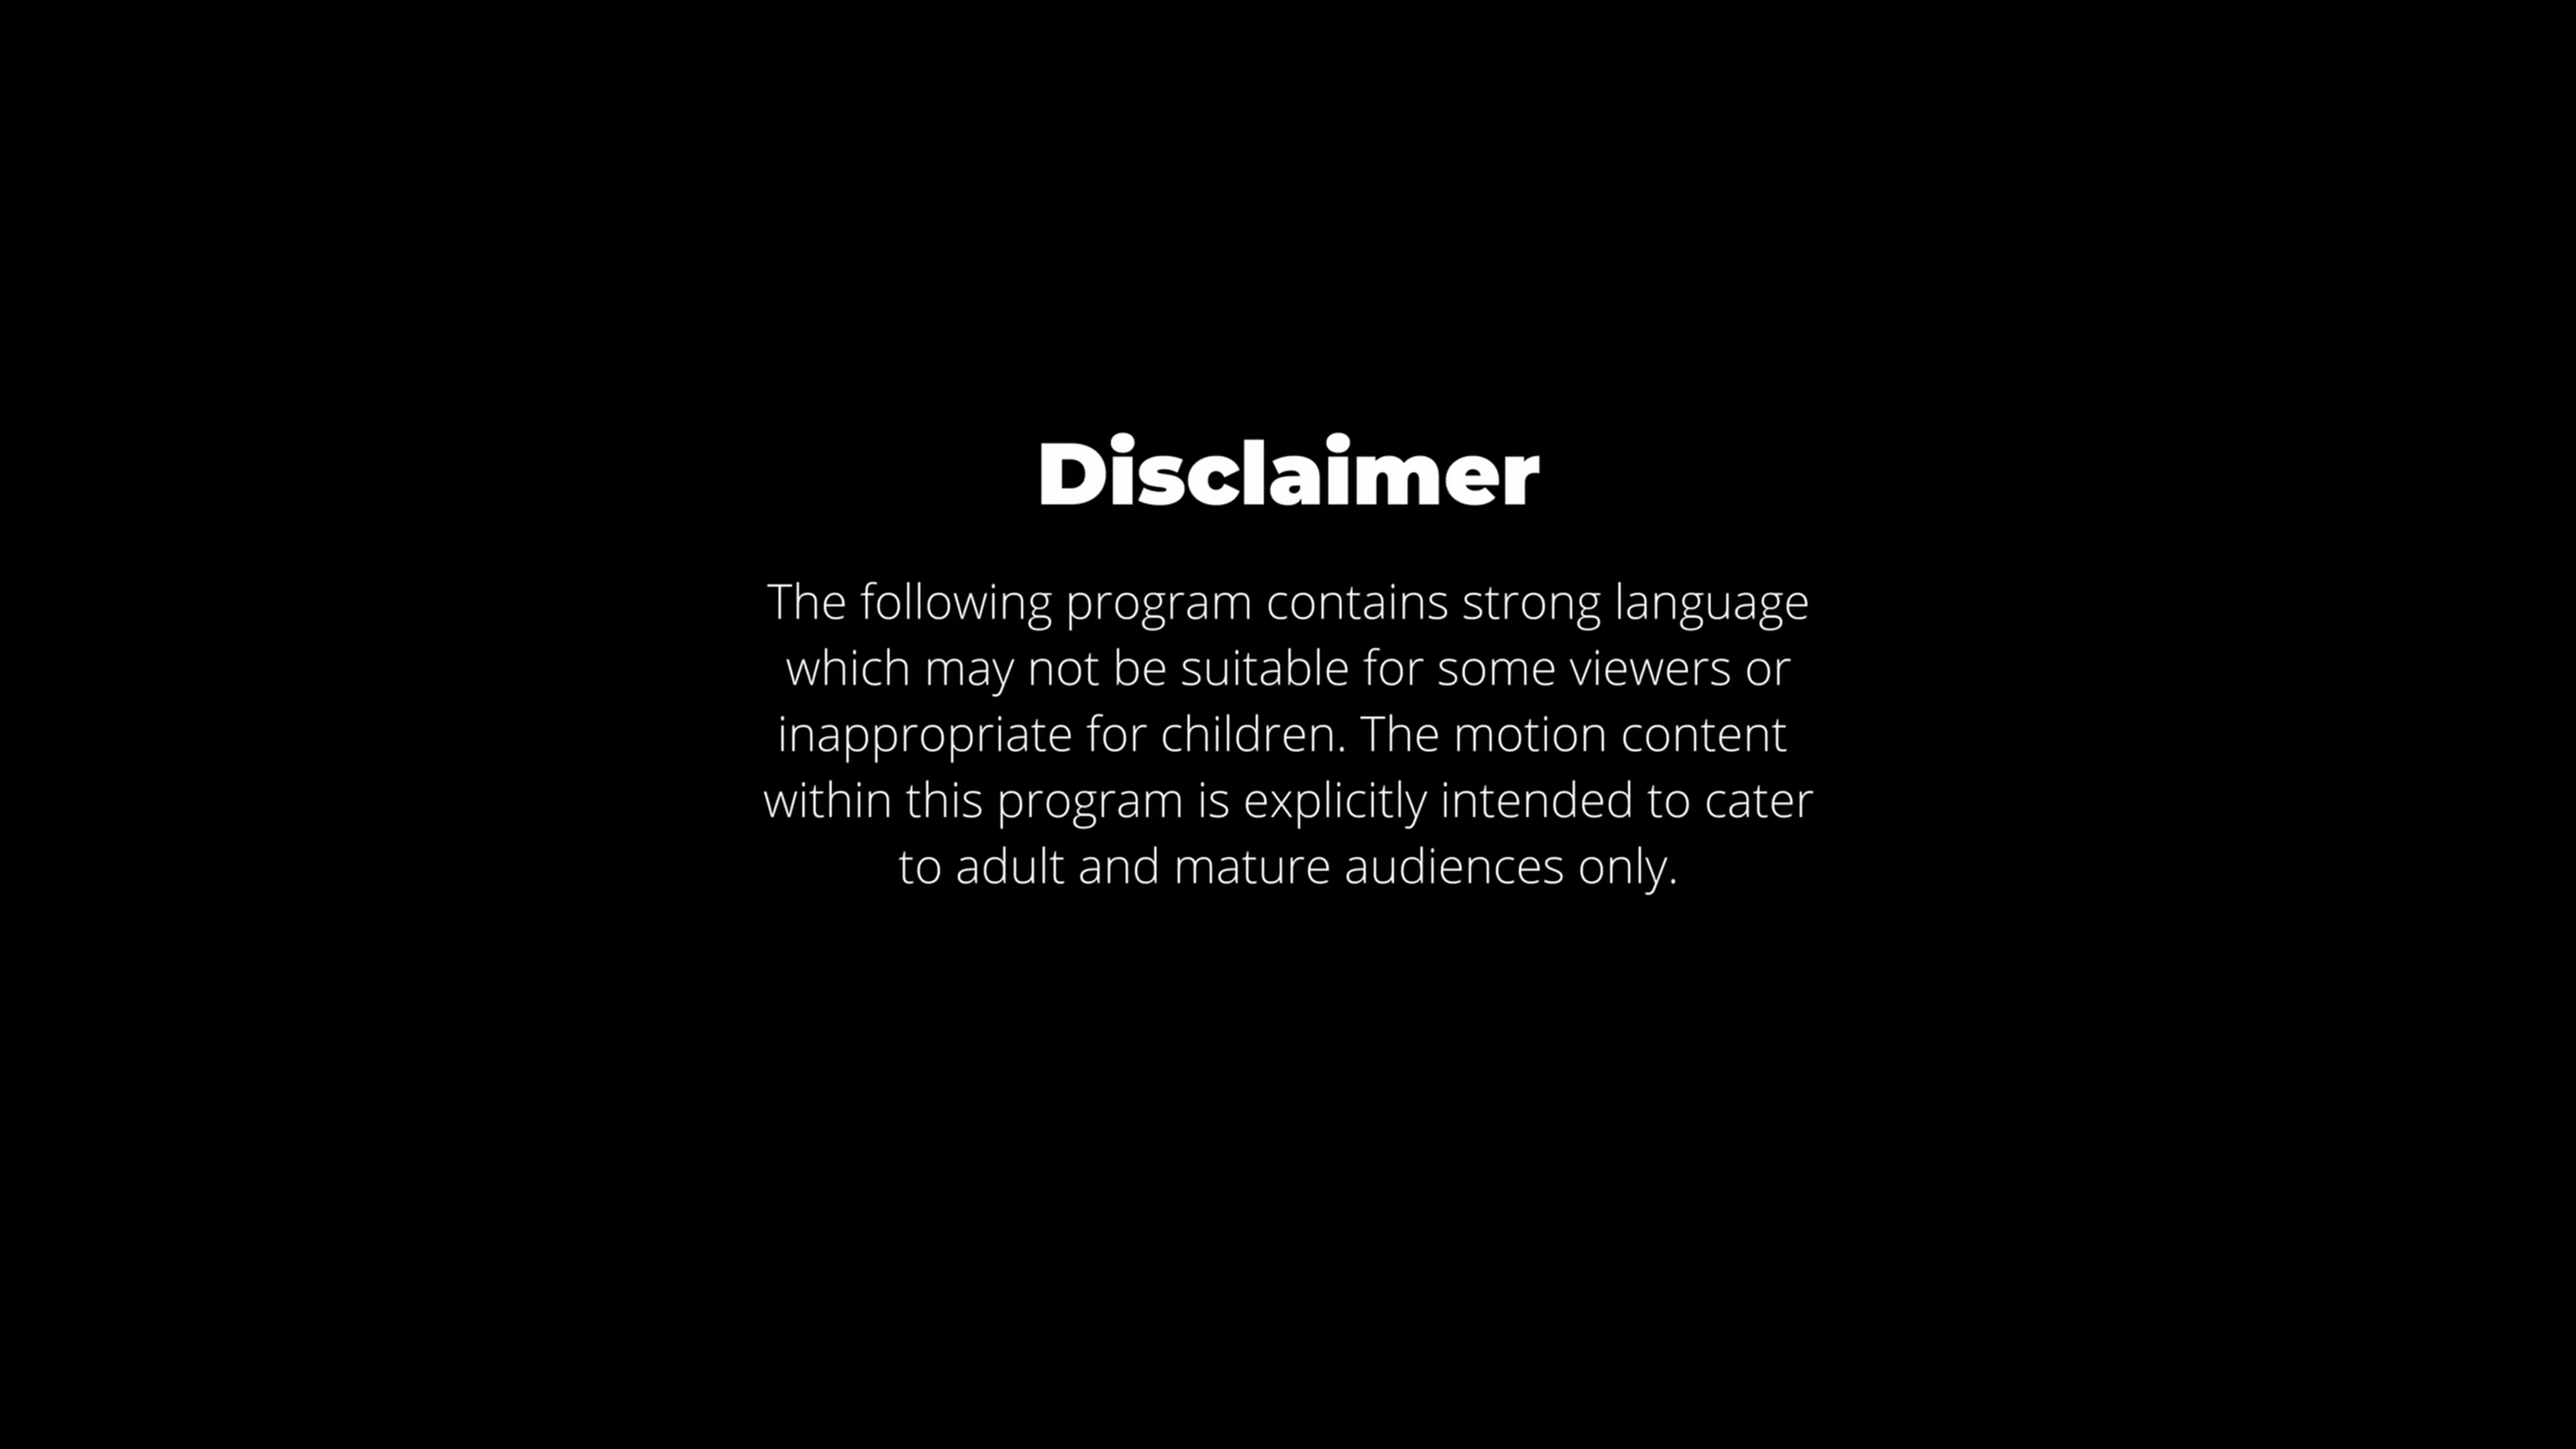 Disclaimer
The following program contains strong language
which may not be suitable for some viewers or
inappropriate for children. The motion content
within this program is explicitly intended to cater
to adult and mature audiences only.